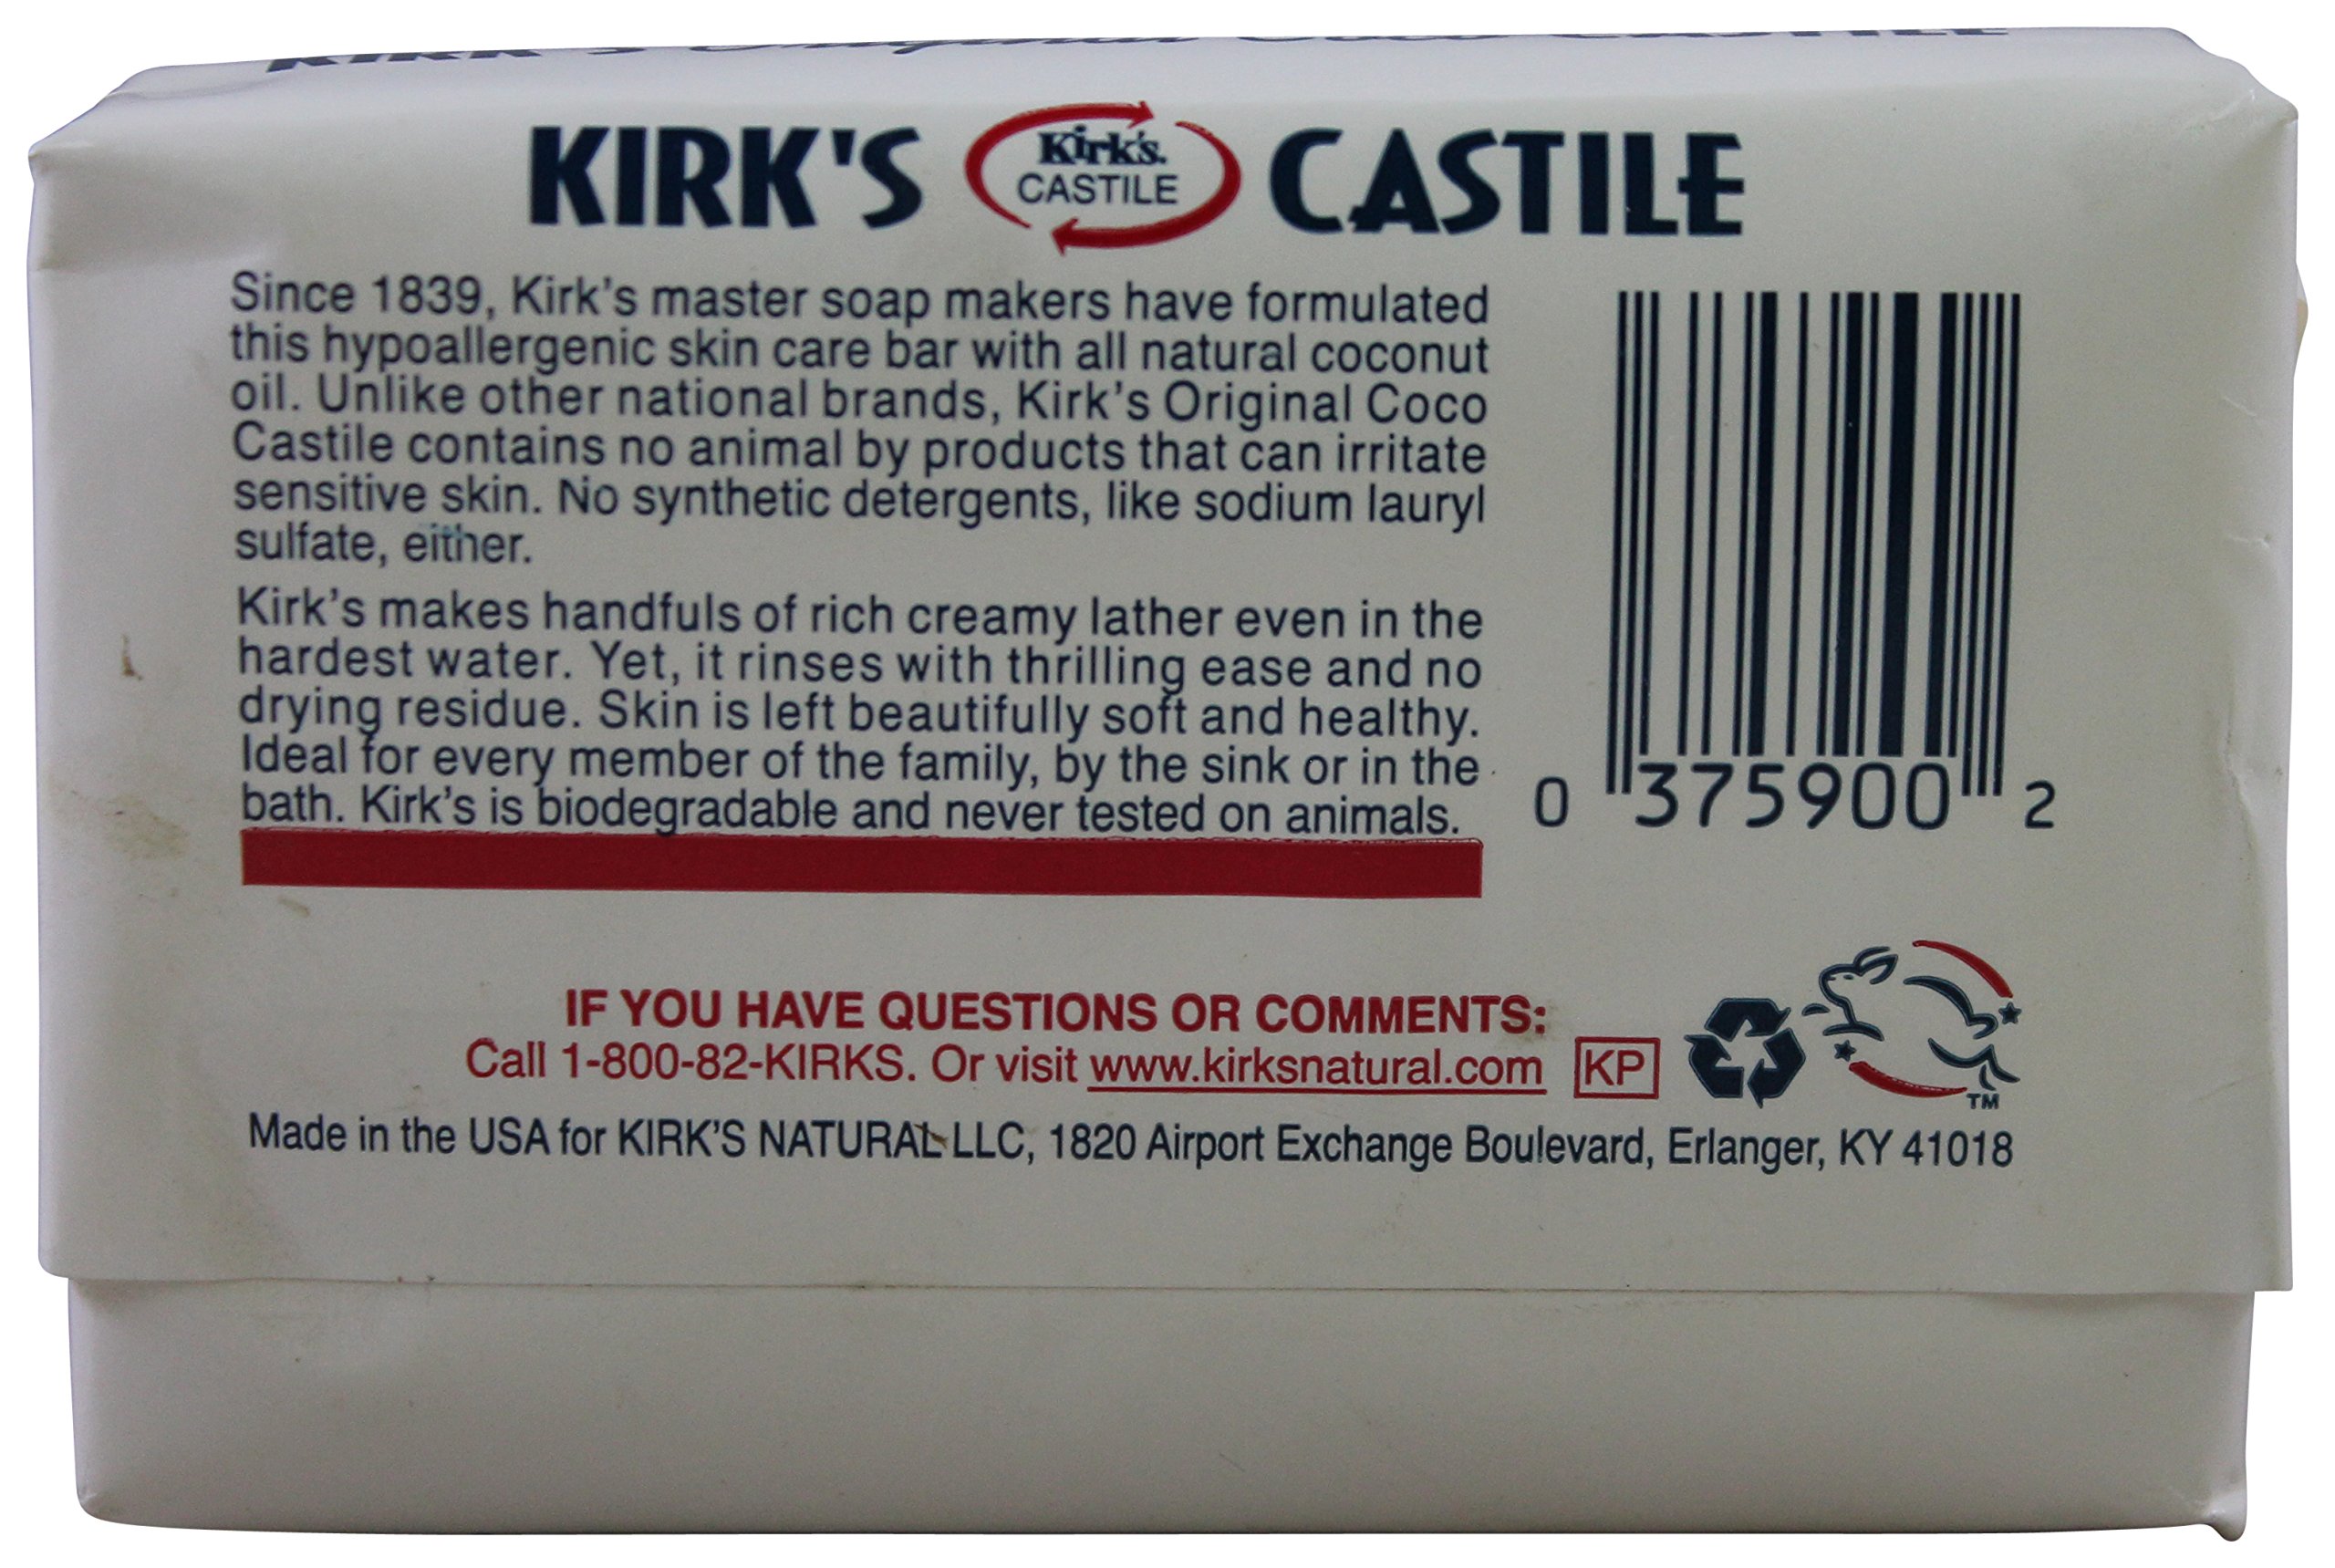 KIRK'S Original Coco CASTILE
KIRK'S Kirk's. CASTILE CASTILE
Since 1839, Kirk's master soap makers have formulated
this hypoallergenic skin care bar with all natural coconut
oil. Unlike other national brands, Kirk's Original Coco
Castile contains no animal by products that can irritate
sensitive skin. No synthetic detergents, like sodium lauryl
sulfate, either.
Kirk's makes handfuls of rich creamy lather even in the
hardest water. Yet, it rinses with thrilling ease and no
drying residue. Skin is left beautifully soft and healthy.
Ideal for every member of the family, by the sink or in the
bath. Kirk's is biodegradable and never tested on animals.
0 375900 2
IF YOU HAVE QUESTIONS OR COMMENTS:
Call 1-800-82-KIRKS. Or visit www.kirksnatural.com KP
TM
Made in the USA for KIRK'S NATURAL LLC, 1820 Airport Exchange Boulevard, Erlanger, KY 41018